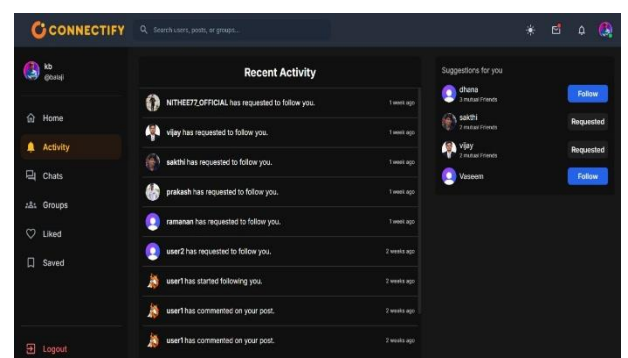 CONNECTIFY
Search users, posts, or groups...
kb
@balaji
Home
Activity
Chats
Groups
Liked
Saved
Logout
Recent Activity
NITHEE77_OFFICIAL has requested to follow you. 1 week ago
vijay has requested to follow you. 1 week ago
sakthi has requested to follow you. 1 week ago
prakash has requested to follow you. 1 week ago
ramanan has requested to follow you. 1 week ago
user2 has requested to follow you. 2 weeks ago
user1 has started following you. 2 weeks ago
user1 has commented on your post. 2 weeks ago
user1 has commented on your post. 2 weeks ago
Suggestions for you
dhana
3 mutual Friends
Follow
sakthi
2 mutual Friends
Requested
vijay
2 mutual Friends
Requested
Vaseem
Follow